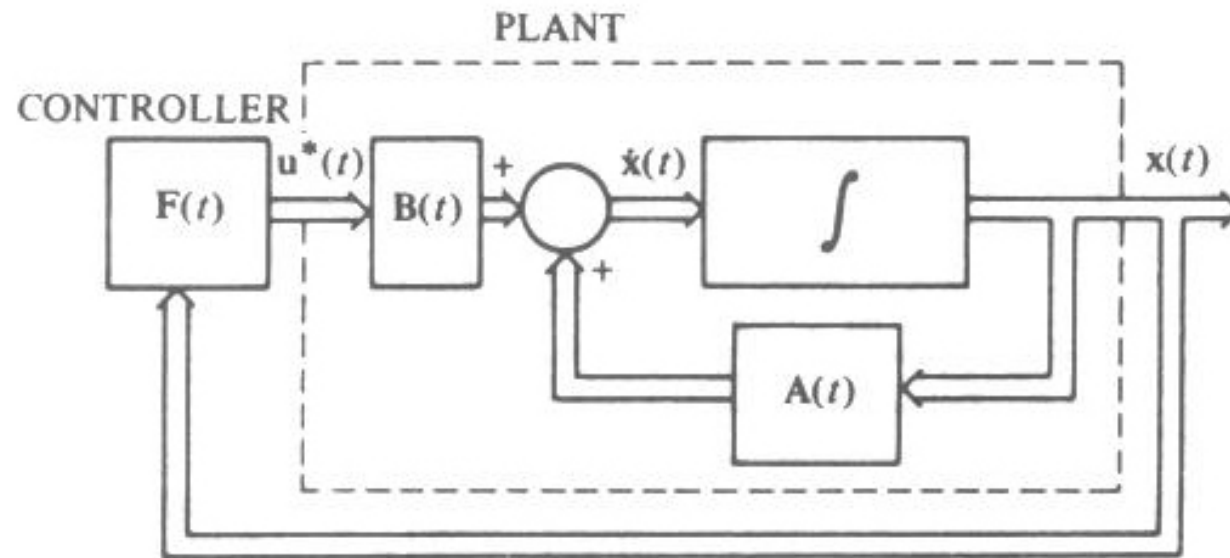 PLANT
CONTROLLER
F(t)
u*(t)
B(t)
+
ẋ(t)
∫
x(t)
+
A(t)